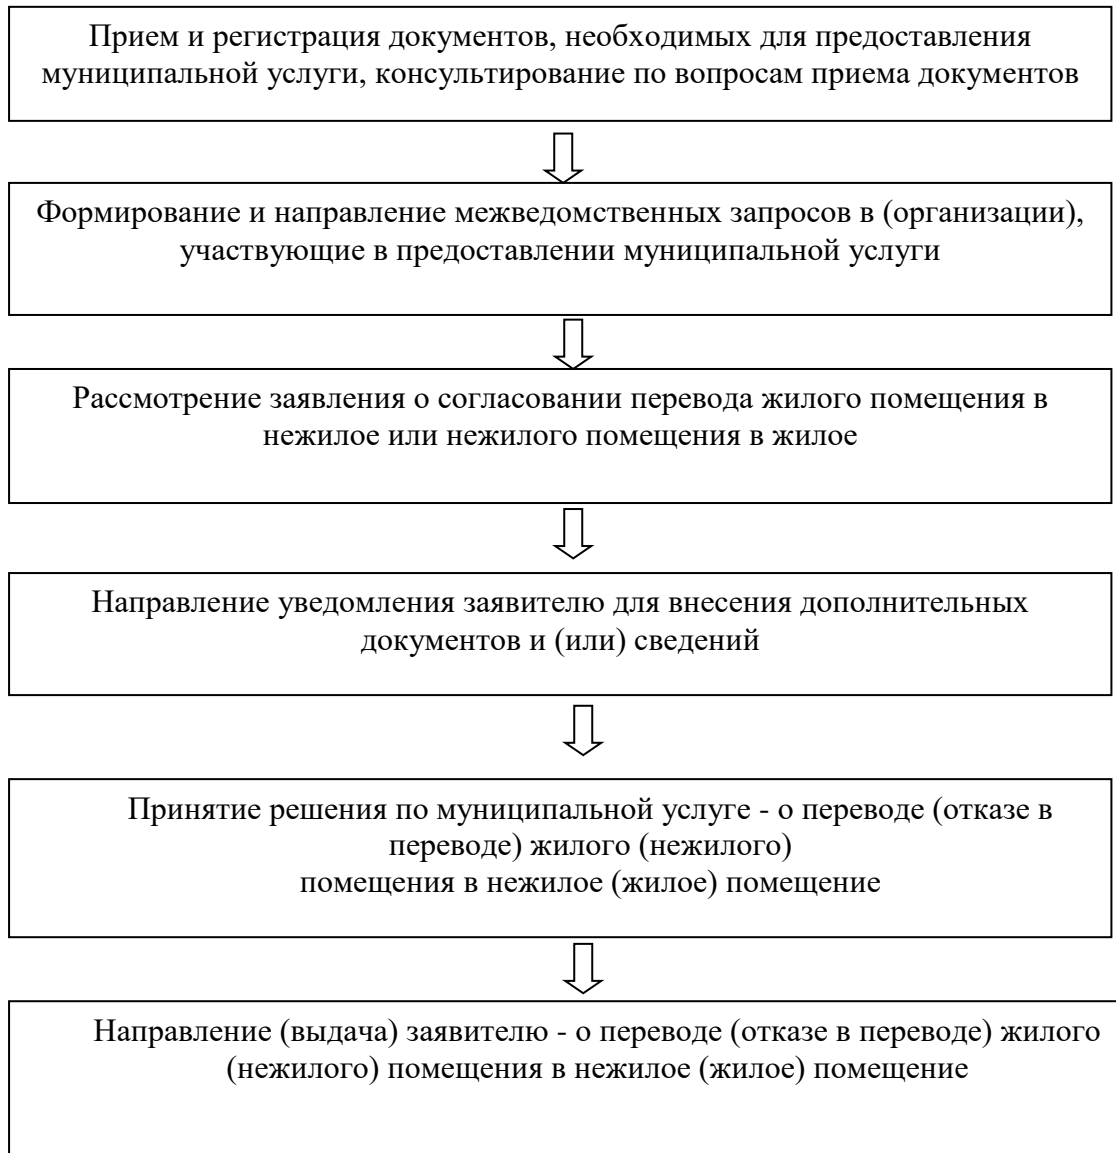 Прием и регистрация документов, необходимых для предоставления
муниципальной услуги, консультирование по вопросам приема документов
Формирование и направление межведомственных запросов в (организации),
участвующие в предоставлении муниципальной услуги
Рассмотрение заявления о согласовании перевода жилого помещения в
нежилое или нежилого помещения в жилое
Направление уведомления заявителю для внесения дополнительных
документов и (или) сведений
Принятие решения по муниципальной услуге - о переводе (отказе в
переводе) жилого (нежилого)
помещения в нежилое (жилое) помещение
Направление (выдача) заявителю - о переводе (отказе в переводе) жилого
(нежилого) помещения в нежилое (жилое) помещение